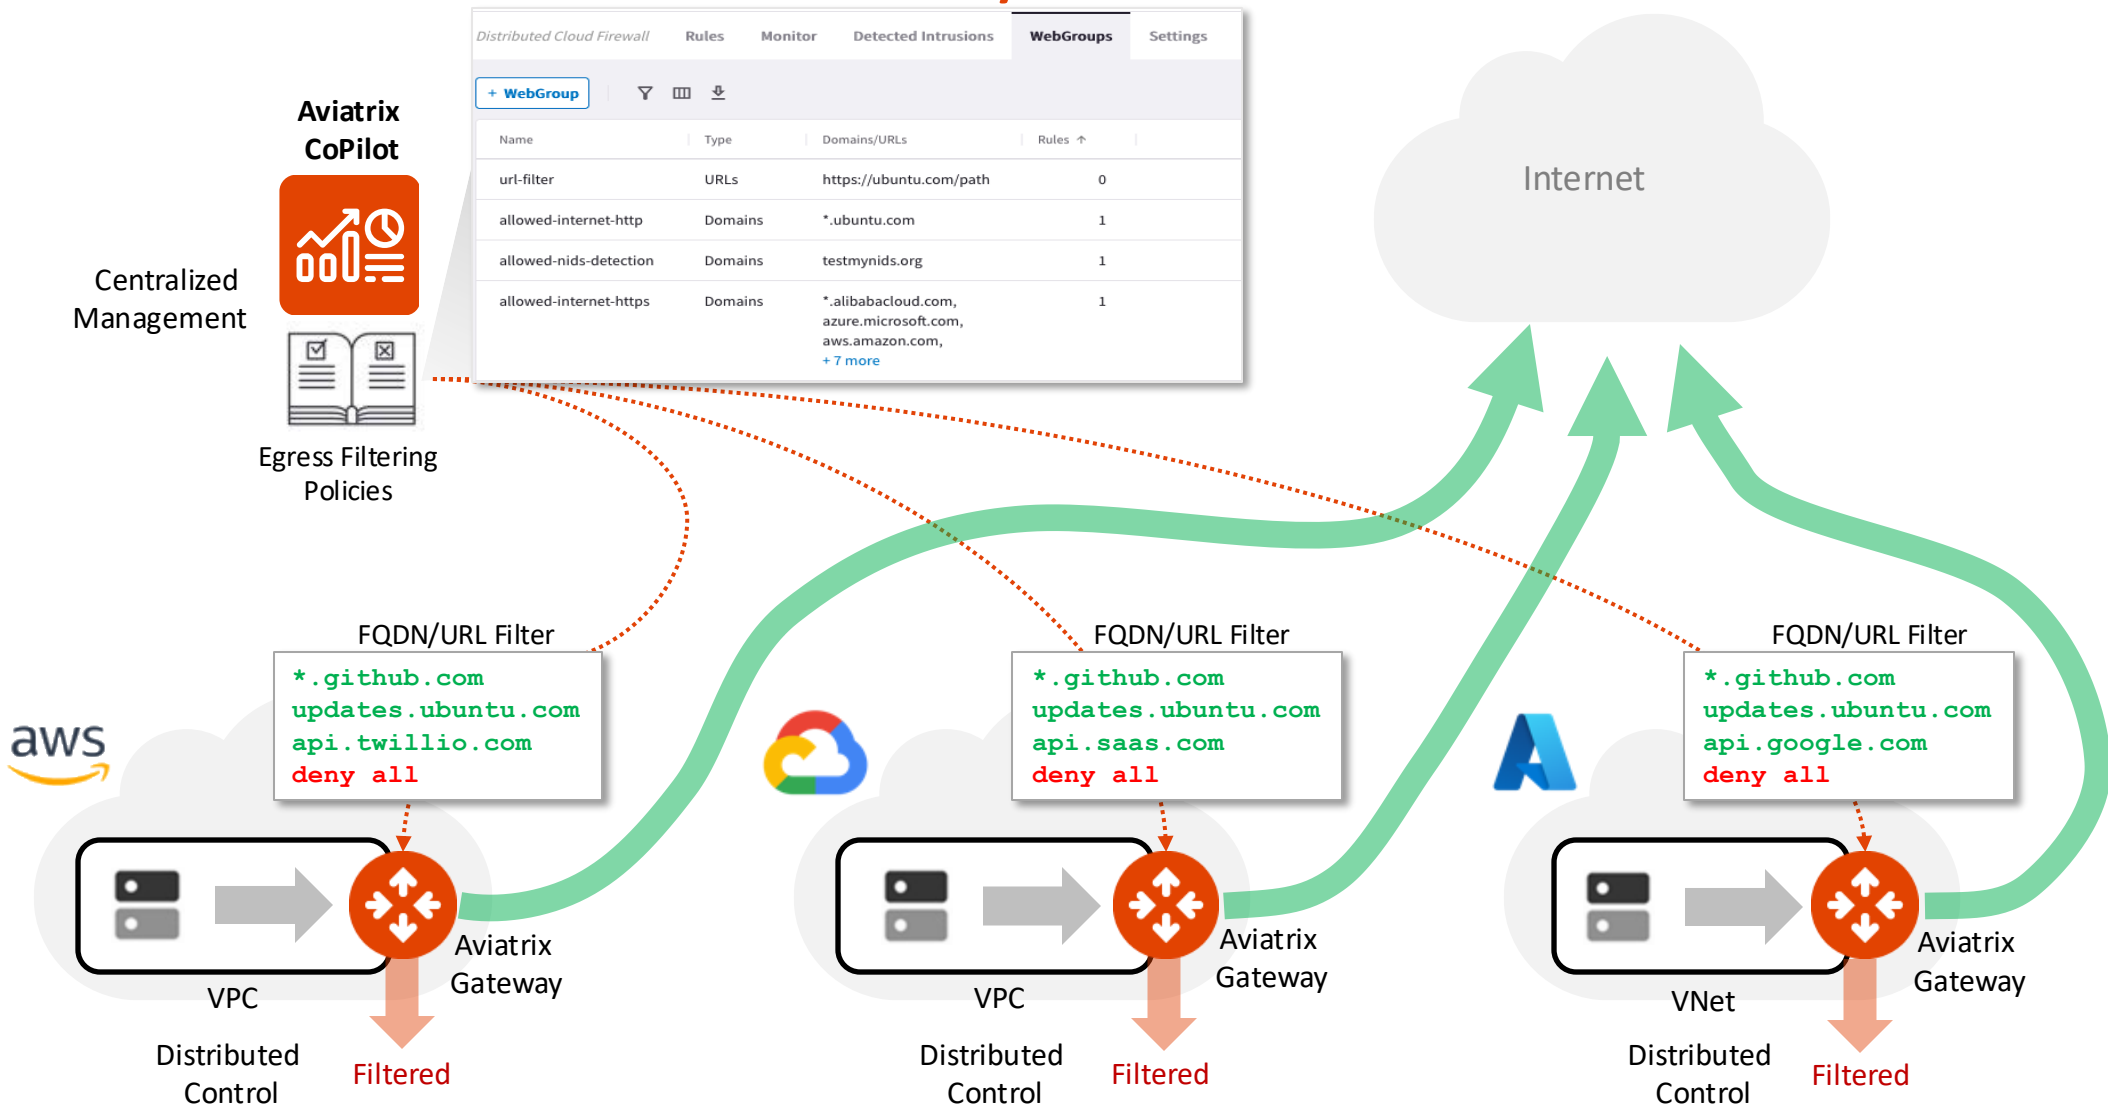 Distributed Cloud Firewall Rules Monitor Detected Intrusions WebGroups Settings
+ WebGroup
Name Type Domains/URLs Rules ↑
url-filter URLs https://ubuntu.com/path 0
allowed-internet-http Domains *.ubuntu.com 1
allowed-nids-detection Domains testmynids.org 1
allowed-internet-https Domains *.alibabacloud.com, 1
azure.microsoft.com,
aws.amazon.com,
+ 7 more
Aviatrix
CoPilot
Centralized
Management
Egress Filtering
Policies
Internet
aws
FQDN/URL Filter
*.github.com
updates.ubuntu.com
api.twillio.com
deny all
Aviatrix
Gateway
VPC
Distributed
Control
Filtered
FQDN/URL Filter
*.github.com
updates.ubuntu.com
api.saas.com
deny all
Aviatrix
Gateway
VPC
Distributed
Control
Filtered
FQDN/URL Filter
*.github.com
updates.ubuntu.com
api.google.com
deny all
Aviatrix
Gateway
VNet
Distributed
Control
Filtered